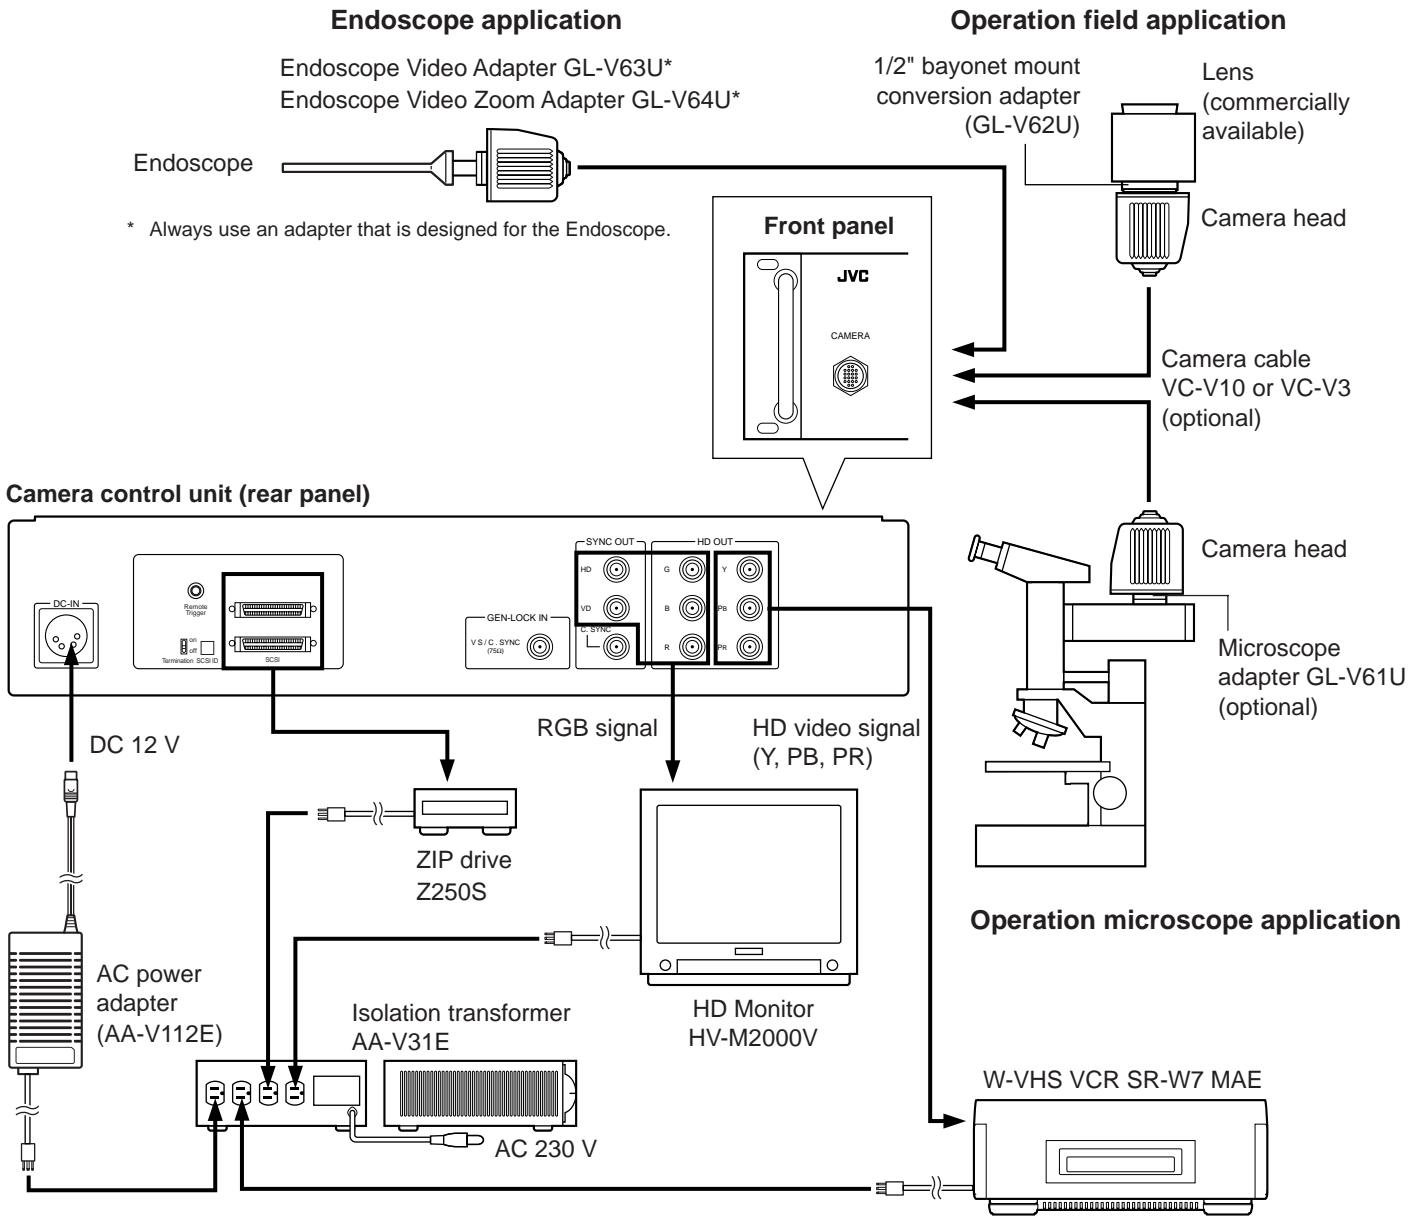 Endoscope application
Operation field application
Endoscope Video Adapter GL-V63U*
Endoscope Video Zoom Adapter GL-V64U*
1/2" bayonet mount
conversion adapter
(GL-V62U)
Lens
(commercially
available)
Endoscope
Camera head
* Always use an adapter that is designed for the Endoscope.
Front panel
JVC
CAMERA
Camera cable
VC-V10 or VC-V3
(optional)
Camera control unit (rear panel)
SYNC OUT
HD OUT
HD
G
Y
DC-IN
Remote
Trigger
VD
B
PB
GEN-LOCK IN
C. SYNC
V S / C . SYNC
(75Ω)
R
PR
on
off
Termination SCSI ID
SCSI
Camera head
Microscope
adapter GL-V61U
(optional)
DC 12 V
RGB signal
HD video signal
(Y, PB, PR)
ZIP drive
Z250S
Operation microscope application
AC power
adapter
(AA-V112E)
Isolation transformer
AA-V31E
HD Monitor
HV-M2000V
W-VHS VCR SR-W7 MAE
AC 230 V